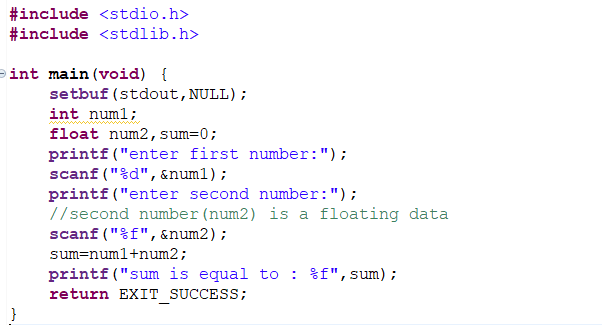 #include <stdio.h>
#include <stdlib.h>
int main(void) {
setbuf(stdout,NULL);
int num1;
float num2,sum=0;
printf("enter first number:");
scanf("%d",&num1);
printf("enter second number:");
//second number(num2) is a floating data
scanf("%f",&num2);
sum=num1+num2;
printf("sum is equal to : %f",sum);
return EXIT_SUCCESS;
}